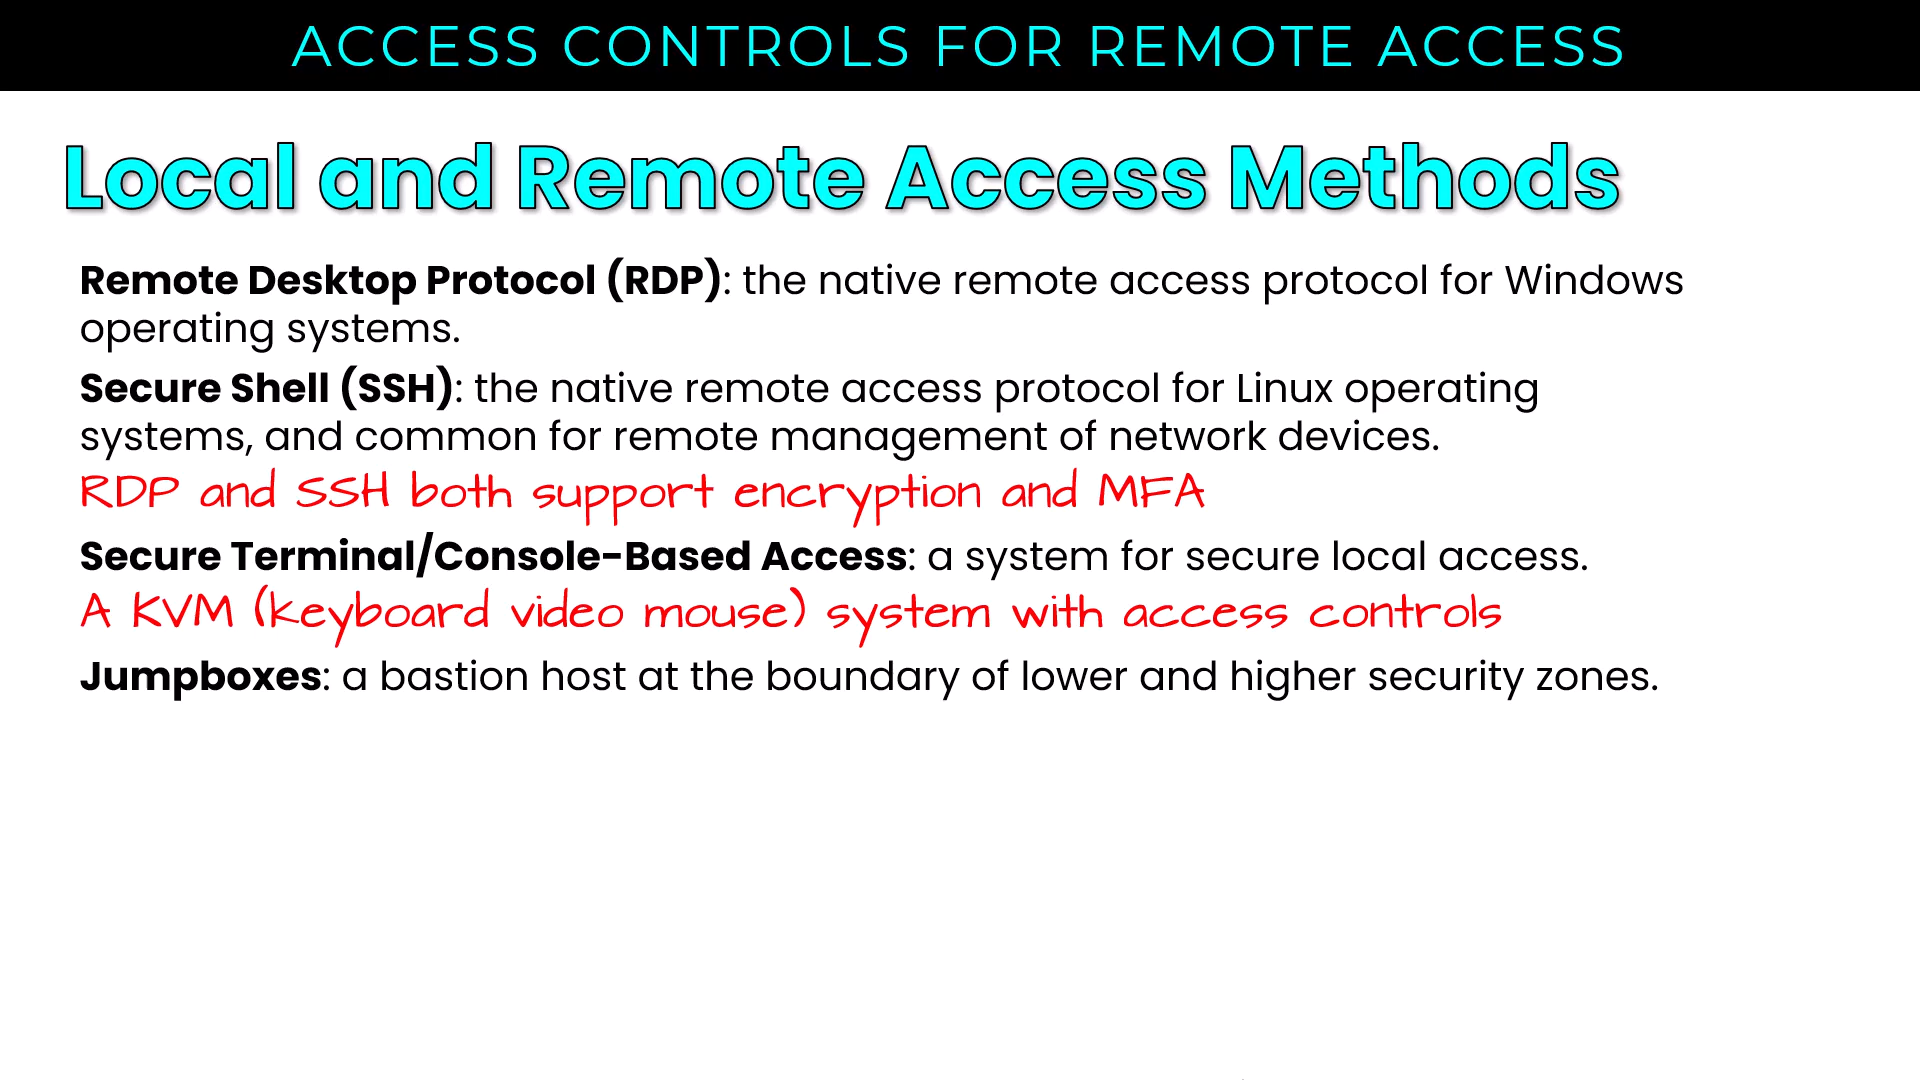 ACCESS CONTROLS FOR REMOTE ACCESS
Local and Remote Access Methods
Remote Desktop Protocol (RDP): the native remote access protocol for Windows
operating systems.
Secure Shell (SSH): the native remote access protocol for Linux operating
systems, and common for remote management of network devices.
RDP and SSH both support encryption and MFA
Secure Terminal/Console-Based Access: a system for secure local access.
A KVM (keyboard video mouse) system with access controls
Jumpboxes: a bastion host at the boundary of lower and higher security zones.